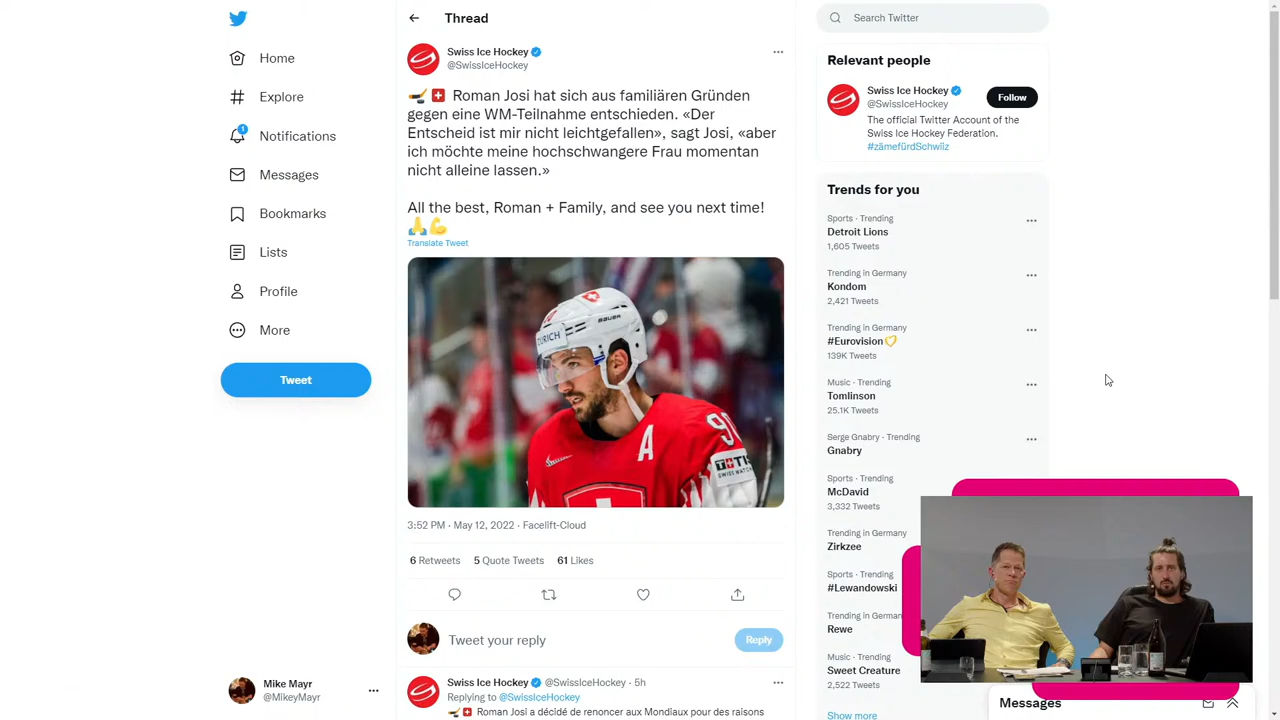 Home
Explore
1
Notifications
Messages
Bookmarks
Lists
Profile
More
Tweet
Mike Mayr
@MikeyMayr
Thread
Swiss Ice Hockey
@SwissIceHockey
Roman Josi hat sich aus familiären Gründen
gegen eine WM-Teilnahme entschieden. «Der
Entscheid ist mir nicht leichtgefallen», sagt Josi, «aber
ich möchte meine hochschwangere Frau momentan
nicht alleine lassen.»
All the best, Roman + Family, and see you next time!
Translate Tweet
ZURICH
BAUER
A
90
TISSOT
SWISS WATCH
3:52 PM · May 12, 2022 · Facelift-Cloud
6 Retweets 5 Quote Tweets 61 Likes
Tweet your reply
Reply
Swiss Ice Hockey @SwissIceHockey · 5h
Replying to @SwissIceHockey
Roman Josi a décidé de renoncer aux Mondiaux pour des raisons
Search Twitter
Relevant people
Swiss Ice Hockey
@SwissIceHockey
Follow
The official Twitter Account of the
Swiss Ice Hockey Federation.
#zämefürdSchwiiz
Trends for you
Sports · Trending
Detroit Lions
1,605 Tweets
Trending in Germany
Kondom
2,421 Tweets
Trending in Germany
#Eurovision
139K Tweets
Music · Trending
Tomlinson
25.1K Tweets
Serge Gnabry · Trending
Gnabry
Sports · Trending
McDavid
3,332 Tweets
Trending in Germany
Zirkzee
Sports · Trending
#Lewandowski
Trending in German
Rewe
Music · Trending
Sweet Creature
2,522 Tweets
Show more
Messages